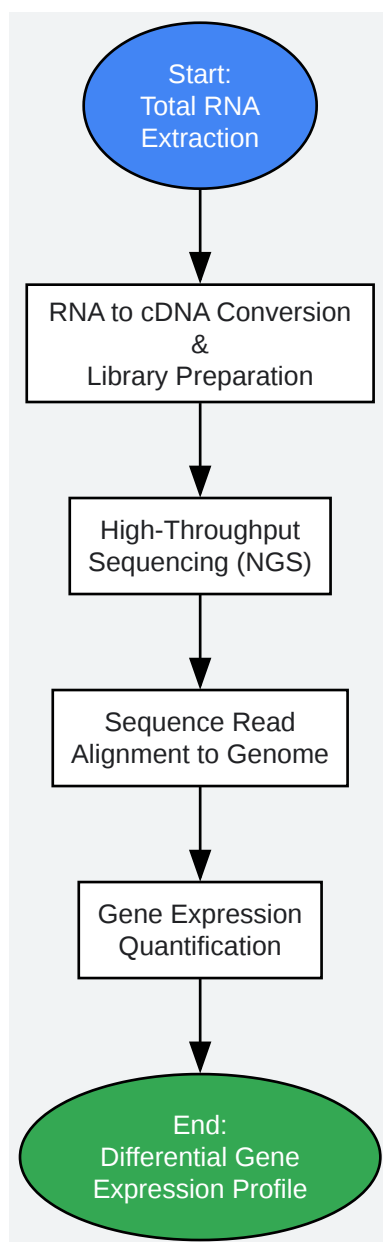 Start:
Total RNA
Extraction
RNA to cDNA Conversion
&
Library Preparation
High-Throughput
Sequencing (NGS)
Sequence Read
Alignment to Genome
Gene Expression
Quantification
End:
Differential Gene
Expression Profile